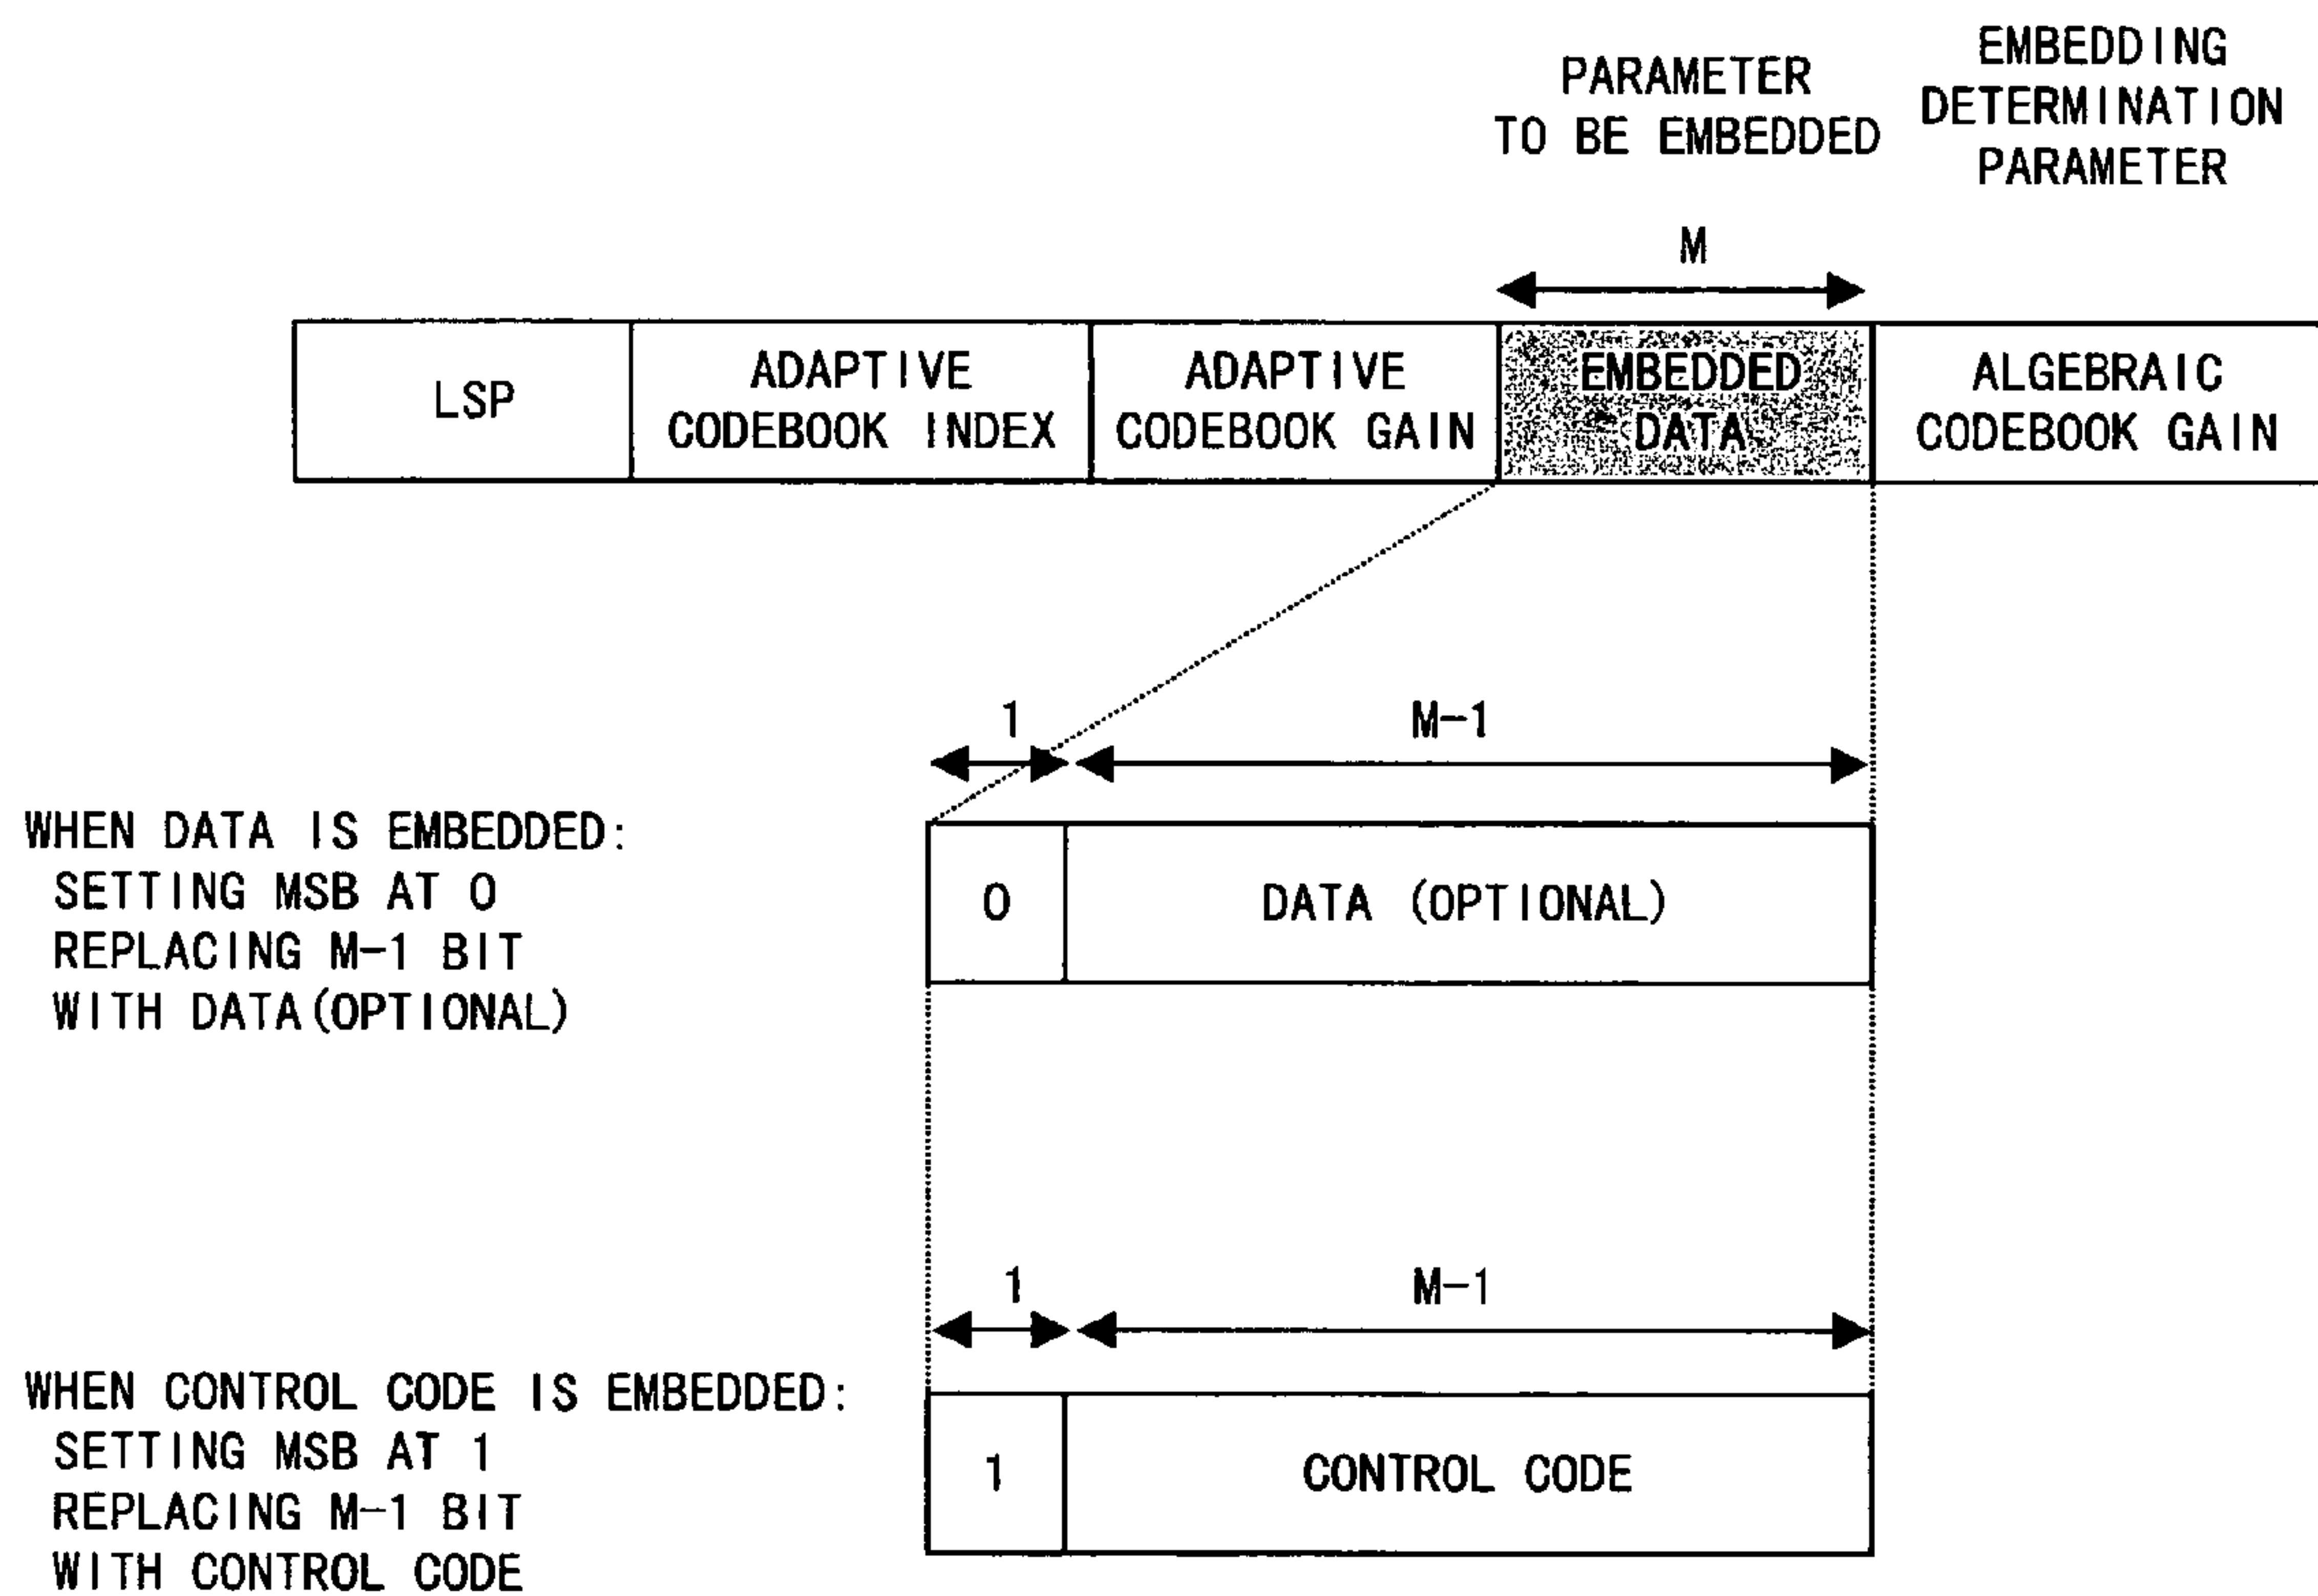 PARAMETER
TO BE EMBEDDED
EMBEDDING
DETERMINATION
PARAMETER
M
LSP
ADAPTIVE
CODEBOOK INDEX
ADAPTIVE
CODEBOOK GAIN
EMBEDDED
DATA
ALGEBRAIC
CODEBOOK GAIN
1
M-1
WHEN DATA IS EMBEDDED:
SETTING MSB AT 0
REPLACING M-1 BIT
WITH DATA(OPTIONAL)
0
DATA (OPTIONAL)
1
M-1
WHEN CONTROL CODE IS EMBEDDED:
SETTING MSB AT 1
REPLACING M-1 BIT
WITH CONTROL CODE
1
CONTROL CODE